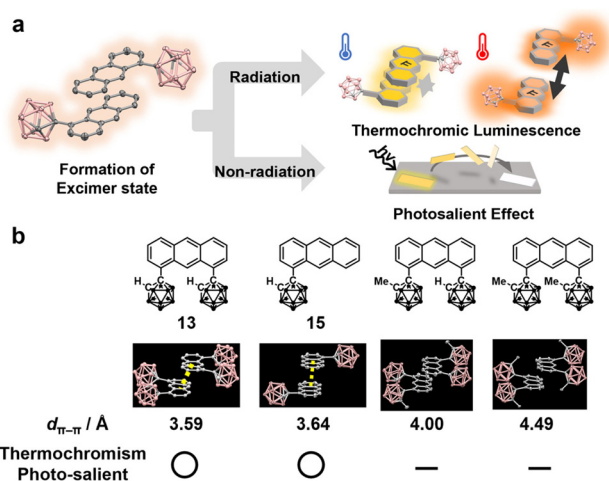 a
Radiation
Thermochromic Luminescence
Formation of
Excimer state
Non-radiation
Photosalient Effect
b
H C C H Me C C H Me C C Me
13 15
dπ–π / Å 3.59 3.64 4.00 4.49
Thermochromism
Photo-salient ○ ○ – –